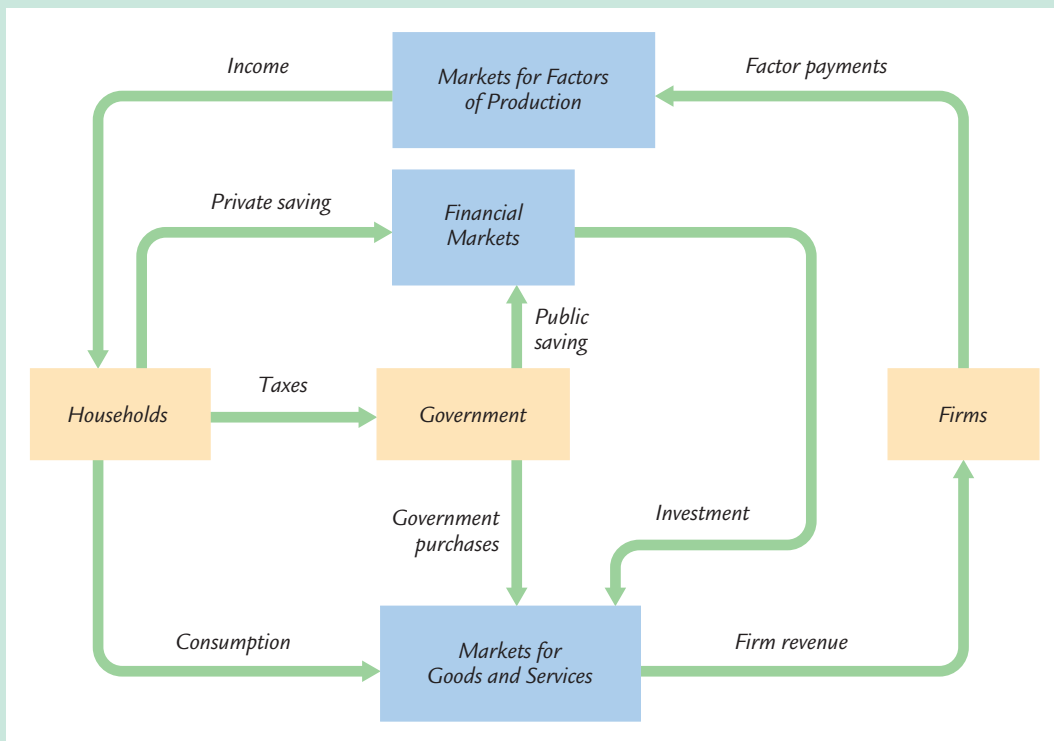 Income
Markets for Factors
of Production
Factor payments
Private saving
Financial
Markets
Public
saving
Households
Taxes
Government
Firms
Government
purchases
Investment
Consumption
Markets for
Goods and Services
Firm revenue